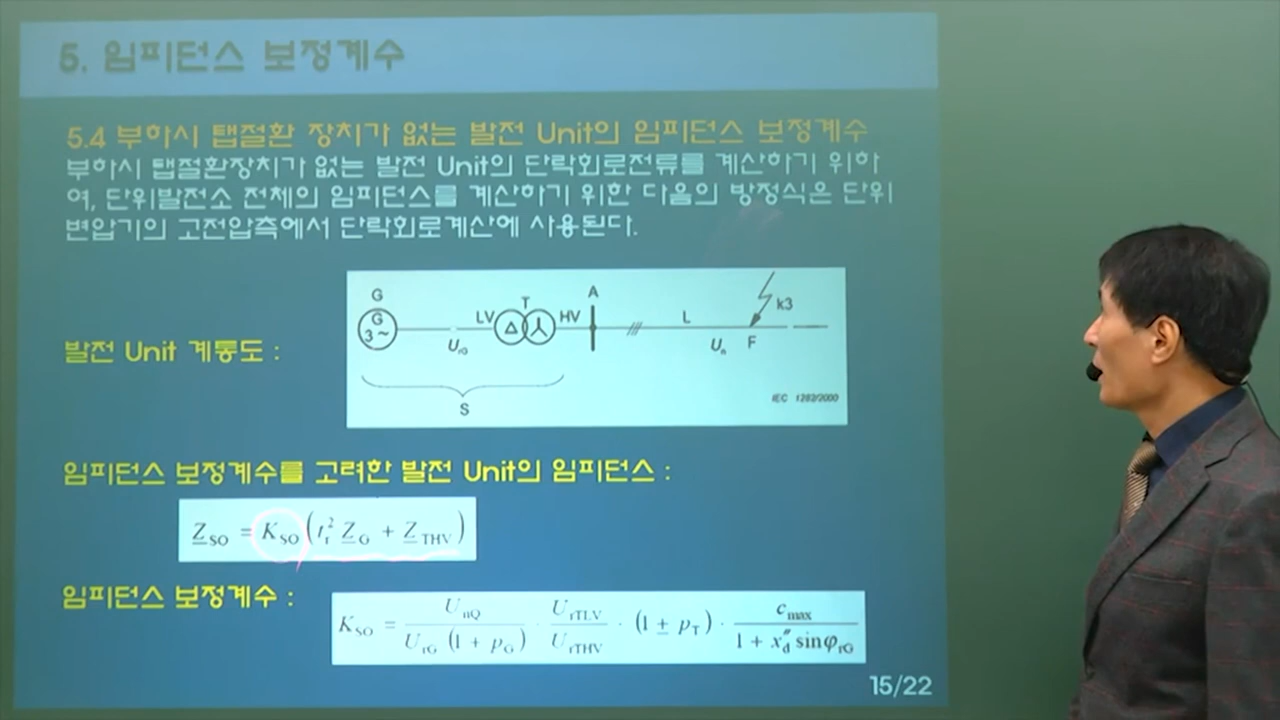 5. 임피던스 보정계수
5.4 부하시 탭절환 장치가 없는 발전 Unit의 임피던스 보정계수
부하시 탭절환장치가 없는 발전 Unit의 단락회로전류를 계산하기 위하
여, 단위발전소 전체의 임피던스를 계산하기 위한 다음의 방정식은 단위
변압기의 고전압측에서 단락회로계산에 사용된다.
발전 Unit 계통도 :
G
G
3~
U_rG
LV
T
HV
A
L
U_n
F
k3
S
IEC 1282/2000
임피던스 보정계수를 고려한 발전 Unit의 임피던스 :
Z_SO = K_SO (t_r^2 Z_G + Z_THV)
임피던스 보정계수 :
K_SO = U_nQ / (U_rG (1 + p_G)) · U_rTLV / U_rTHV · (1 ± p_T) · c_max / (1 + x_d″ sinφ_rG)
15/22